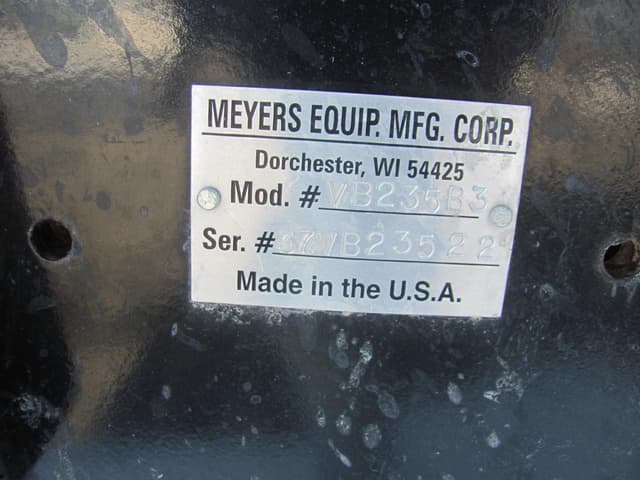 MEYERS EQUIP. MFG. CORP.
Dorchester, WI 54425
Mod. # VB235B3
Ser. #
Made in the U.S.A.